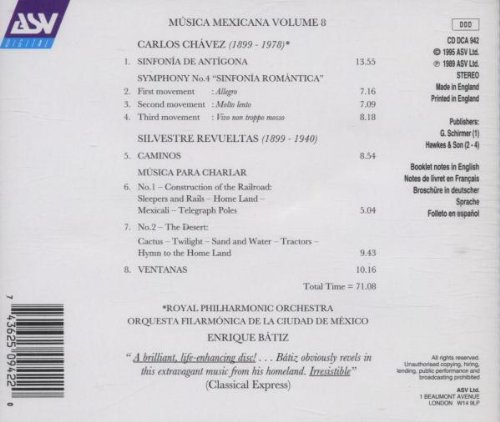 ASV
DIGITAL
MÚSICA MEXICANA VOLUME 8
CARLOS CHÁVEZ (1899 - 1978)*
1. SINFONÍA DE ANTÍGONA 13.55
SYMPHONY No.4 "SINFONÍA ROMÁNTICA"
2. First movement : Allegro 7.16
3. Second movement : Molto lento 7.09
4. Third movement : Vivo non troppo mosso 8.18
SILVESTRE REVUELTAS (1899 - 1940)
5. CAMINOS 8.54
MÚSICA PARA CHARLAR
6. No.1 – Construction of the Railroad:
Sleepers and Rails – Home Land –
Mexicali – Telegraph Poles 5.04
7. No.2 – The Desert:
Cactus – Twilight – Sand and Water – Tractors –
Hymn to the Home Land 9.43
8. VENTANAS 10.16
Total Time = 71.08
*ROYAL PHILHARMONIC ORCHESTRA
ORQUESTA FILARMÓNICA DE LA CIUDAD DE MÉXICO
ENRIQUE BÁTIZ
"A brilliant, life-enhancing disc! . . . Bátiz obviously revels in
this extravagant music from his homeland. Irresistible"
(Classical Express)
DDD
CD DCA 942
℗ 1995 ASV Ltd.
℗ 1989 ASV Ltd.
STEREO
Made in England
Printed in England
Publishers:
G. Schirmer (1)
Hawkes & Son (2 - 4)
Booklet notes in English
Notes de livret en Français
Broschüre in deutscher
Sprache
Folleto en español
All rights reserved.
Unauthorised copying, hiring,
lending, public performance and
broadcasting prohibited
ASV Ltd.
1 BEAUMONT AVENUE
LONDON W14 9LP
7 43625 09422 0